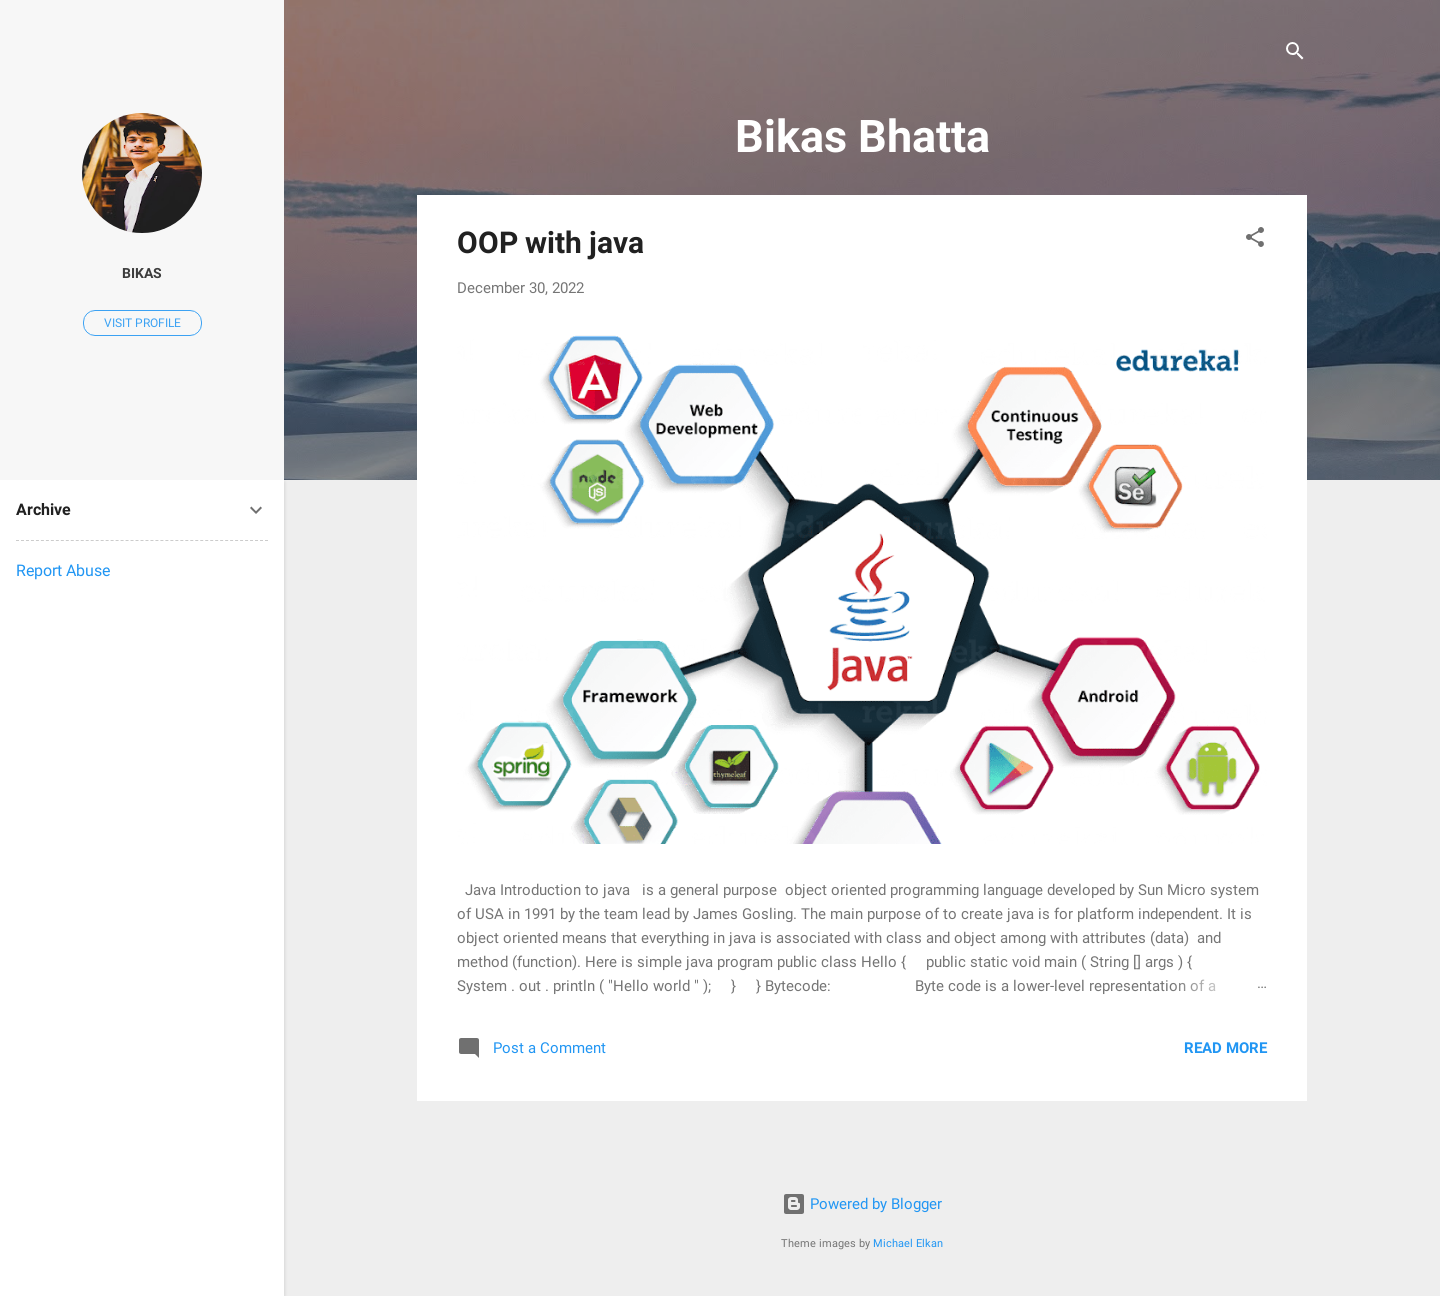 Bikas Bhatta
BIKAS
VISIT PROFILE
Archive
Report Abuse
OOP with java
December 30, 2022
edureka!
Web
Development
Continuous
Testing
node
JS
Se
Java
Framework
Android
spring
thymeleaf
Java Introduction to java   is a general purpose  object oriented programming language developed by Sun Micro system
of USA in 1991 by the team lead by James Gosling. The main purpose of to create java is for platform independent. It is
object oriented means that everything in java is associated with class and object among with attributes (data)  and
method (function). Here is simple java program public class Hello {     public static void main ( String [] args ) {
System . out . println ( "Hello world " );     }     } Bytecode:                     Byte code is a lower-level representation of a ...
Post a Comment
READ MORE
Powered by Blogger
Theme images by Michael Elkan